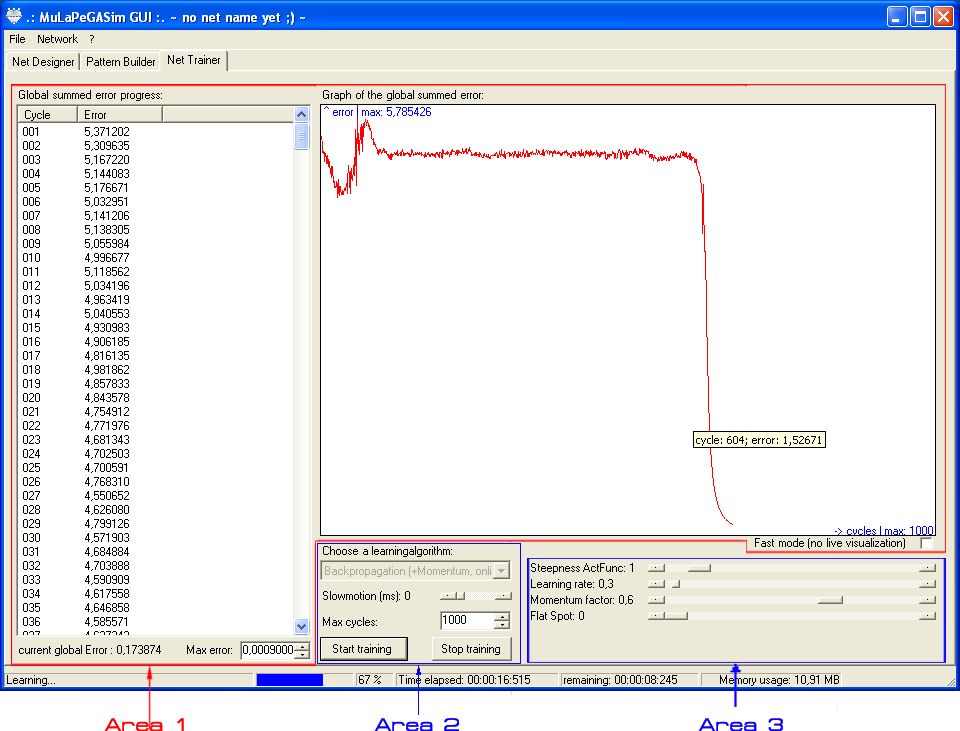 .: MuLaPeGASim GUI :. ~ no net name yet ;) ~
File Network ?
Net Designer Pattern Builder Net Trainer
Global summed error progress:
Cycle Error
001 5,371202
002 5,309635
003 5,167220
004 5,144083
005 5,176671
006 5,032951
007 5,141206
008 5,138305
009 5,055984
010 4,996677
011 5,118562
012 5,034196
013 4,963419
014 5,040553
015 4,930983
016 4,906185
017 4,816135
018 4,981862
019 4,857833
020 4,843578
021 4,754912
022 4,771976
023 4,681343
024 4,702503
025 4,700591
026 4,768310
027 4,550652
028 4,626080
029 4,799126
030 4,571903
031 4,684884
032 4,703888
033 4,590909
034 4,617558
035 4,646858
036 4,585571
current global Error : 0,173874 Max error: 0,0009000
Graph of the global summed error:
^ error max: 5,785426
cycle: 604; error: 1,52671
-> cycles | max: 1000
Fast mode (no live visualization)
Choose a learningalgorithm:
Backpropagation (+Momentum, onli
Slowmotion (ms): 0
Max cycles: 1000
Start training Stop training
Steepness ActFunc: 1
Learning rate: 0,3
Momentum factor: 0,6
Flat Spot: 0
Learning... 67 % Time elapsed: 00:00:16:515 remaining: 00:00:08:245 Memory usage: 10,91 MB
Area 1 Area 2 Area 3